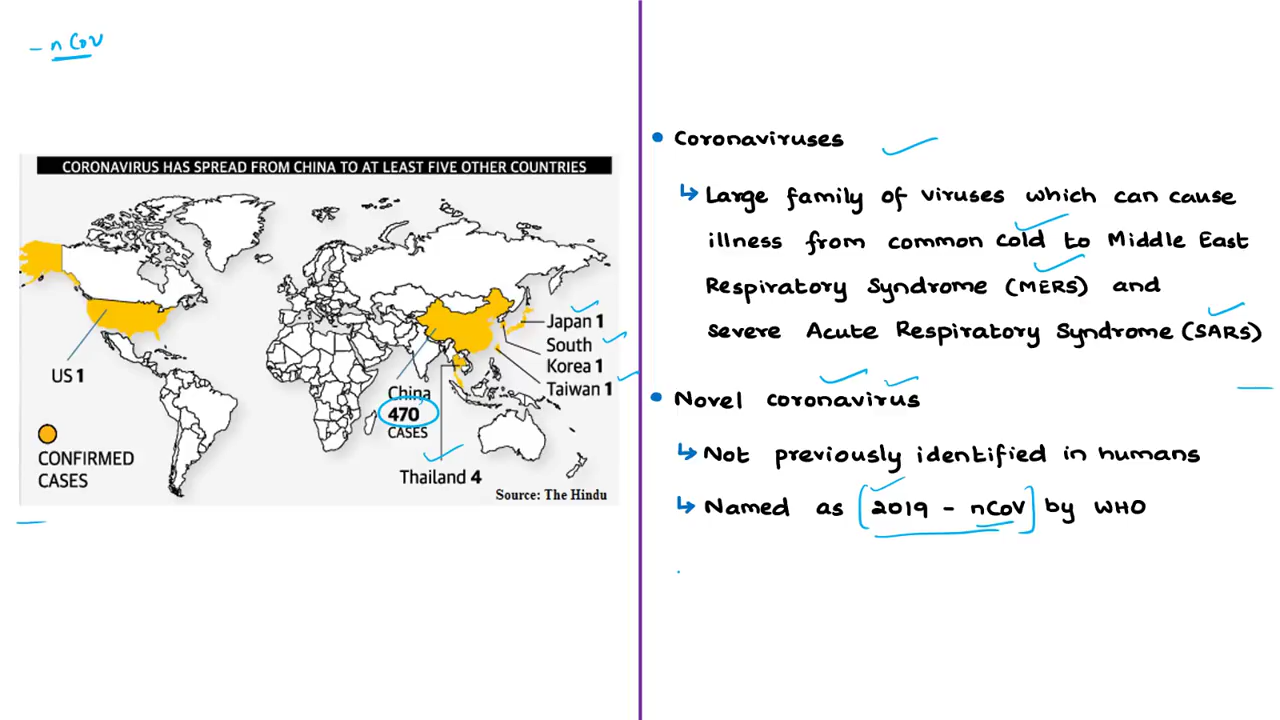 - nCoV
CORONAVIRUS HAS SPREAD FROM CHINA TO AT LEAST FIVE OTHER COUNTRIES
US 1
CONFIRMED
CASES
China
470
CASES
Japan 1
South
Korea 1
Taiwan 1
Thailand 4
Source: The Hindu
• Coronaviruses
↳ Large family of viruses which can cause
illness from common cold to Middle East
Respiratory Syndrome (MERS) and
Severe Acute Respiratory Syndrome (SARS)
• Novel coronavirus
↳ Not previously identified in humans
↳ Named as [2019 - nCoV] by WHO